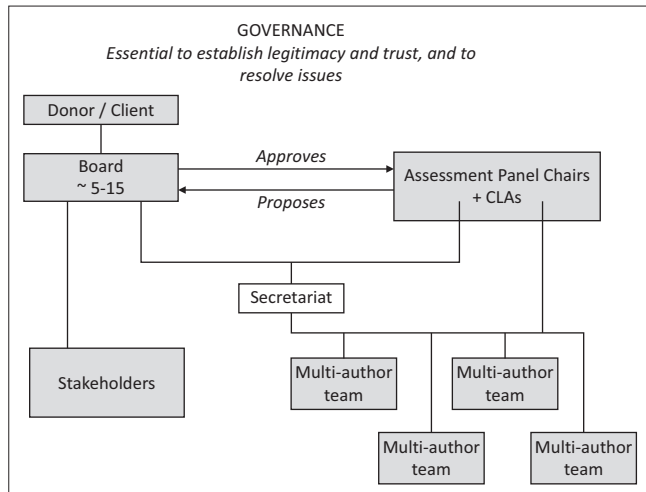 GOVERNANCE
Essential to establish legitimacy and trust, and to
resolve issues
Donor / Client
Board
~ 5-15
Approves
Proposes
Assessment Panel Chairs
+ CLAs
Secretariat
Stakeholders
Multi-author
team
Multi-author
team
Multi-author
team
Multi-author
team